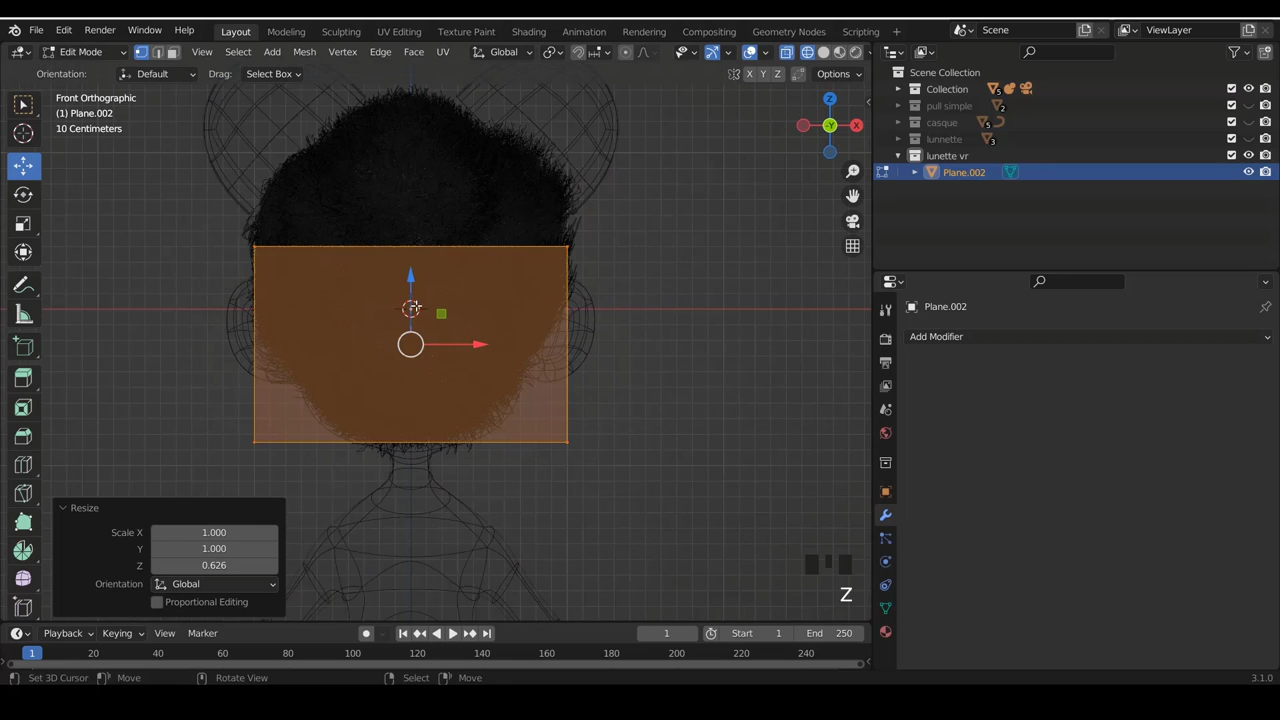 File Edit Render Window Help Layout Modeling Sculpting UV Editing Texture Paint Shading Animation Rendering Compositing Geometry Nodes Scripting Scene ViewLayer
Edit Mode View Select Add Mesh Vertex Edge Face UV Global
Orientation: Default Drag: Select Box X Y Z Options
Scene Collection
Front Orthographic
(1) Plane.002
10 Centimeters
Collection 5
pull simple 2
casque 5
lunnette 3
lunette vr
Plane.002
Z
X
-Y
Plane.002
Add Modifier
Resize
Scale X 1.000
Y 1.000
Z 0.626
Orientation Global
Proportional Editing
Z
Playback Keying View Marker 1 Start 1 End 250
1 20 40 60 80 100 120 140 160 180 200 220 240
Set 3D Cursor Move Rotate View Select Move 3.1.0